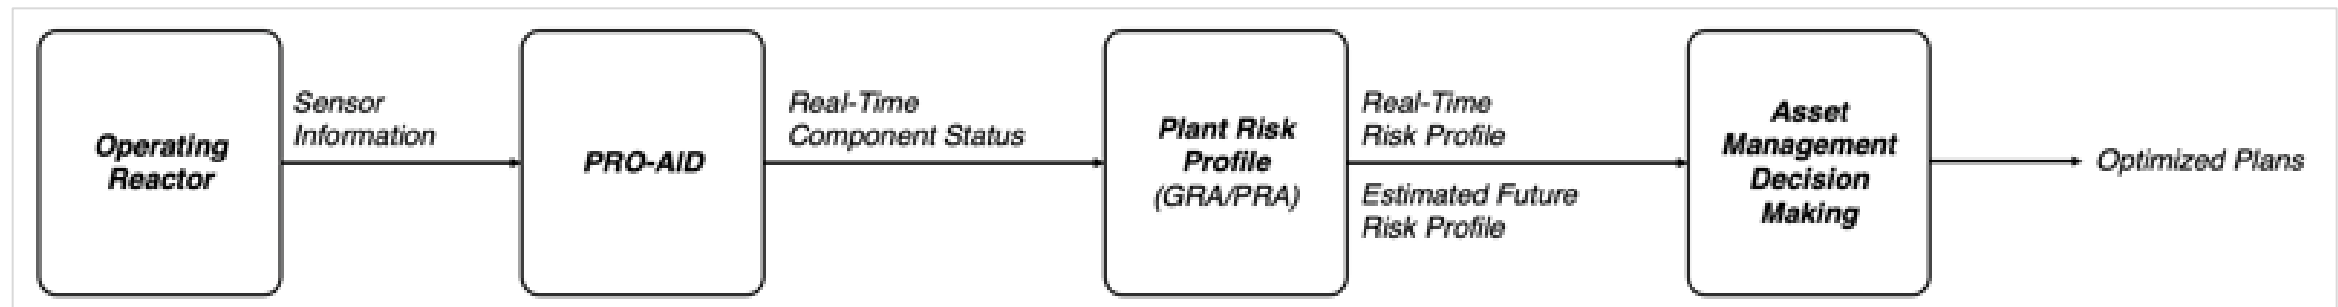 Operating
Reactor
Sensor
Information
PRO-AID
Real-Time
Component Status
Plant Risk
Profile
(GRA/PRA)
Real-Time
Risk Profile
Estimated Future
Risk Profile
Asset
Management
Decision
Making
Optimized Plans